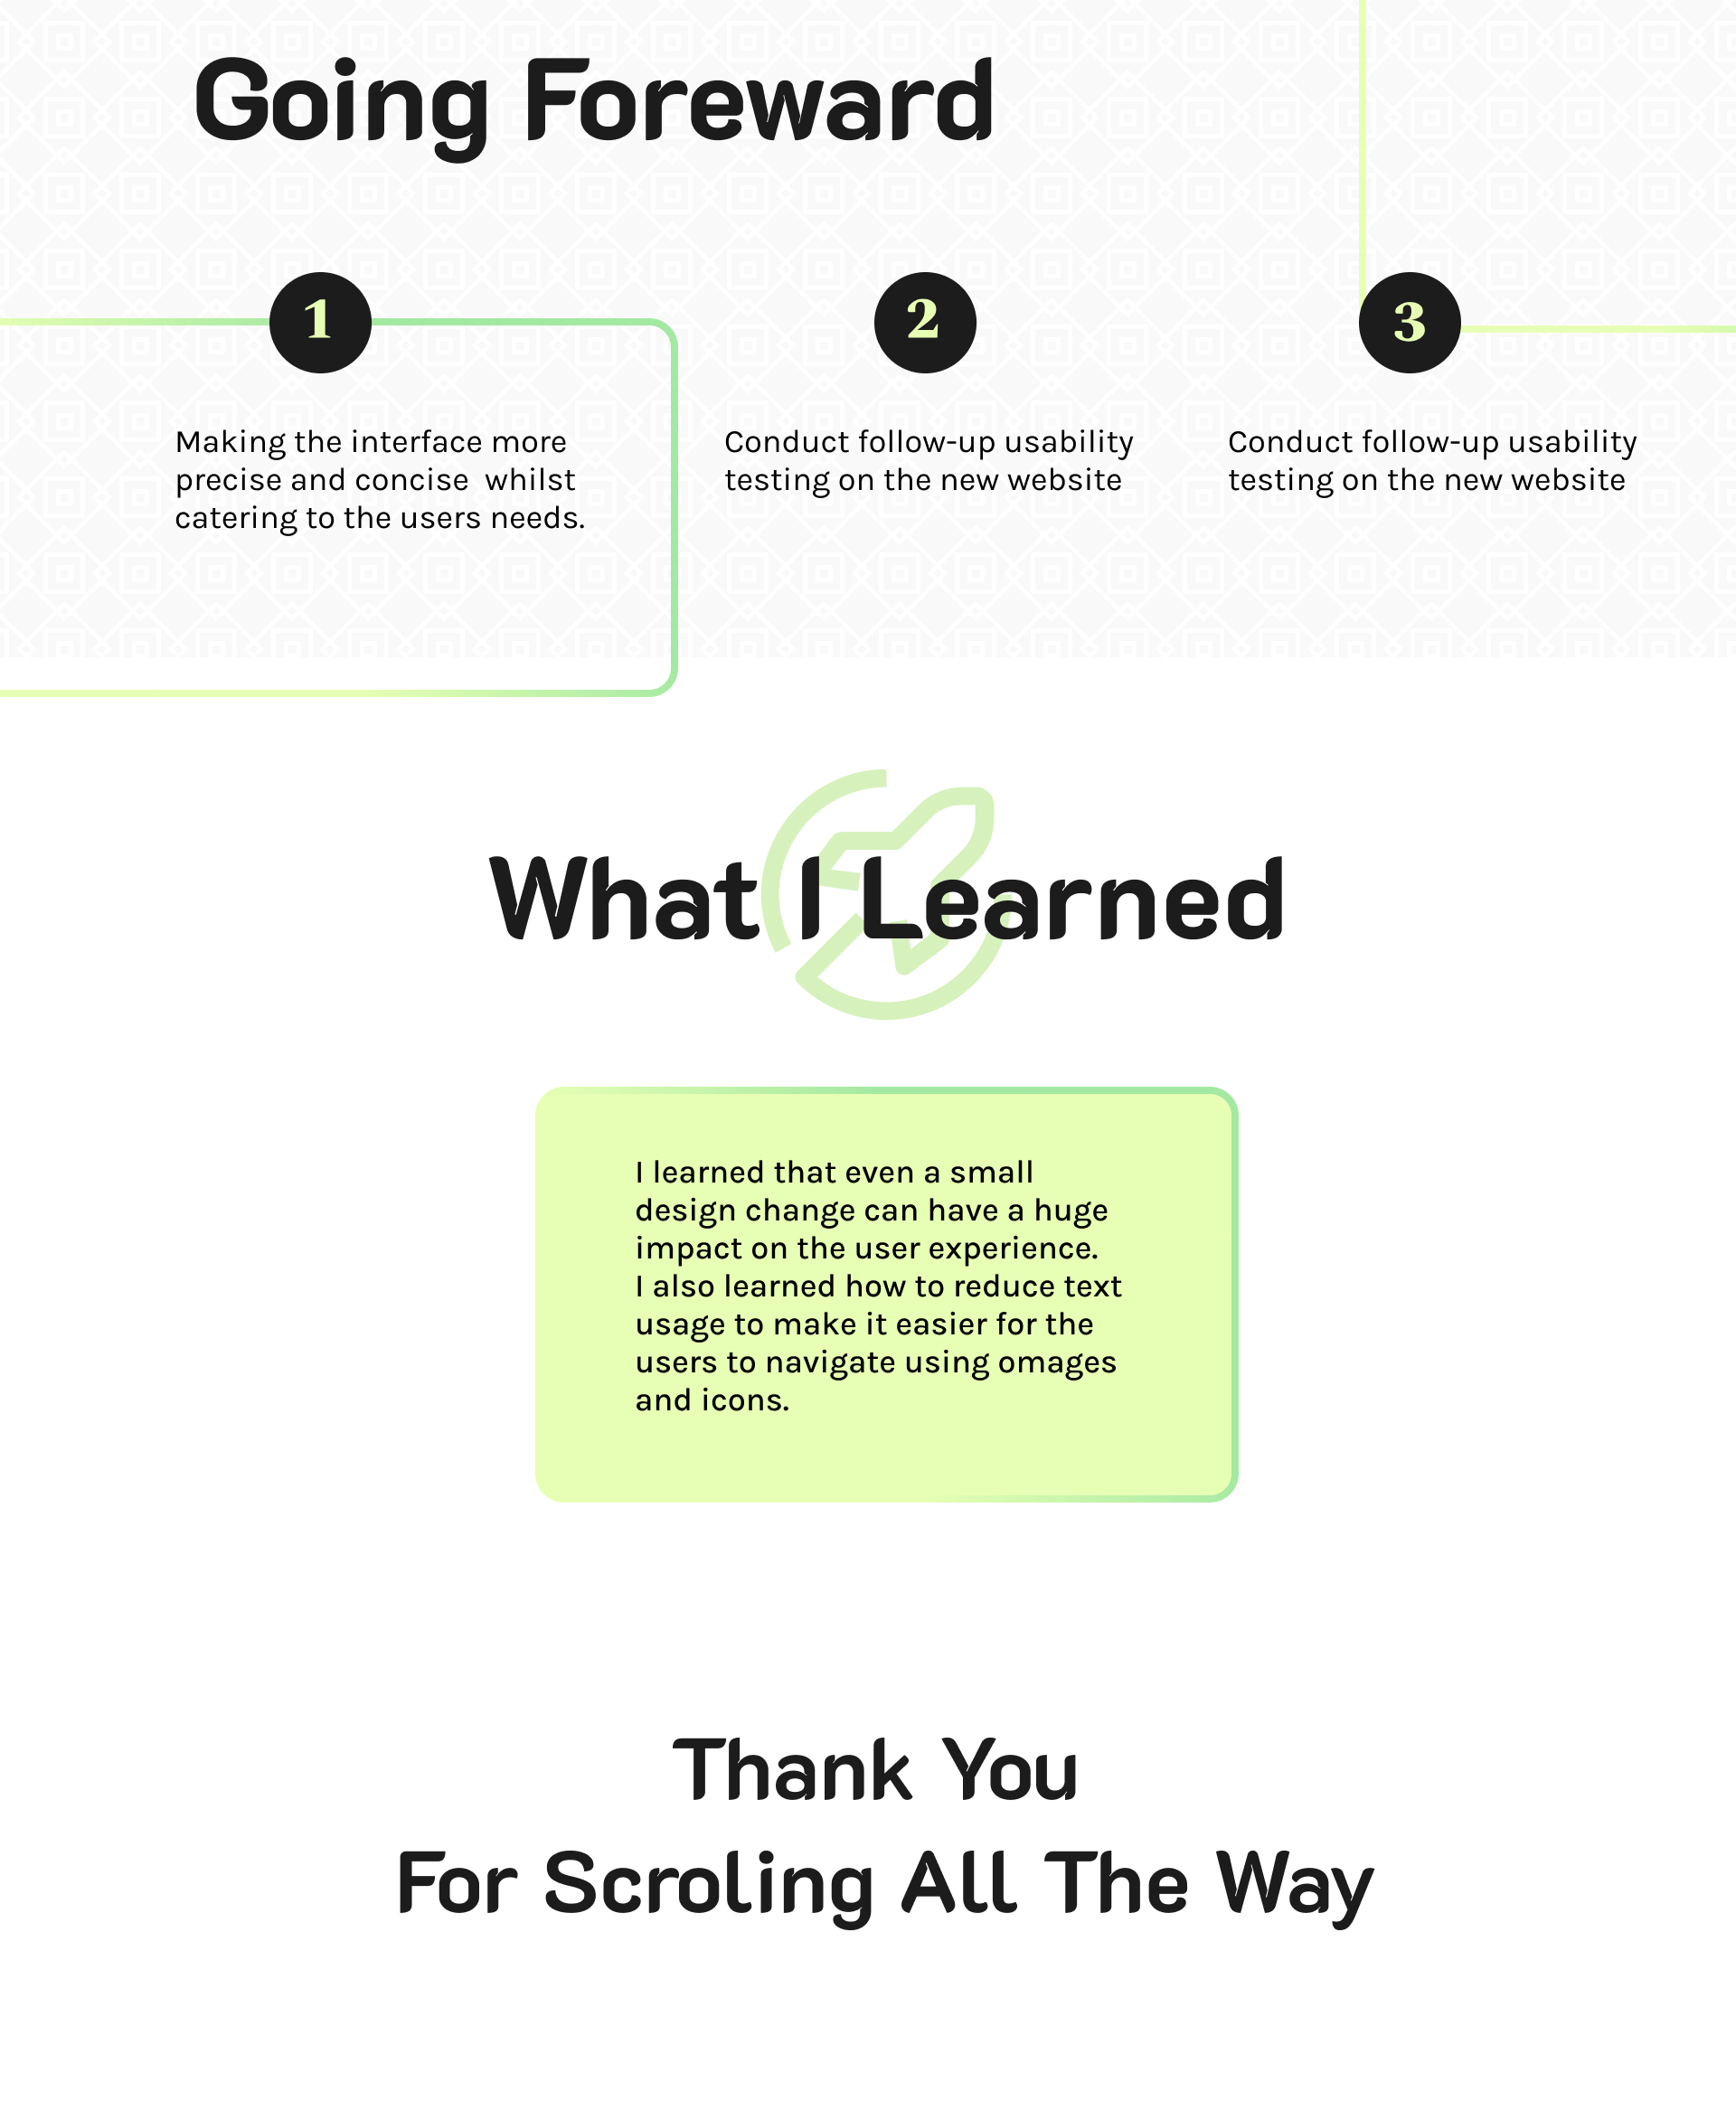 Going Foreward
1
Making the interface more
precise and concise  whilst
catering to the users needs.
2
Conduct follow-up usability
testing on the new website
3
Conduct follow-up usability
testing on the new website
What I Learned
I learned that even a small
design change can have a huge
impact on the user experience.
I also learned how to reduce text
usage to make it easier for the
users to navigate using omages
and icons.
Thank You
For Scroling All The Way